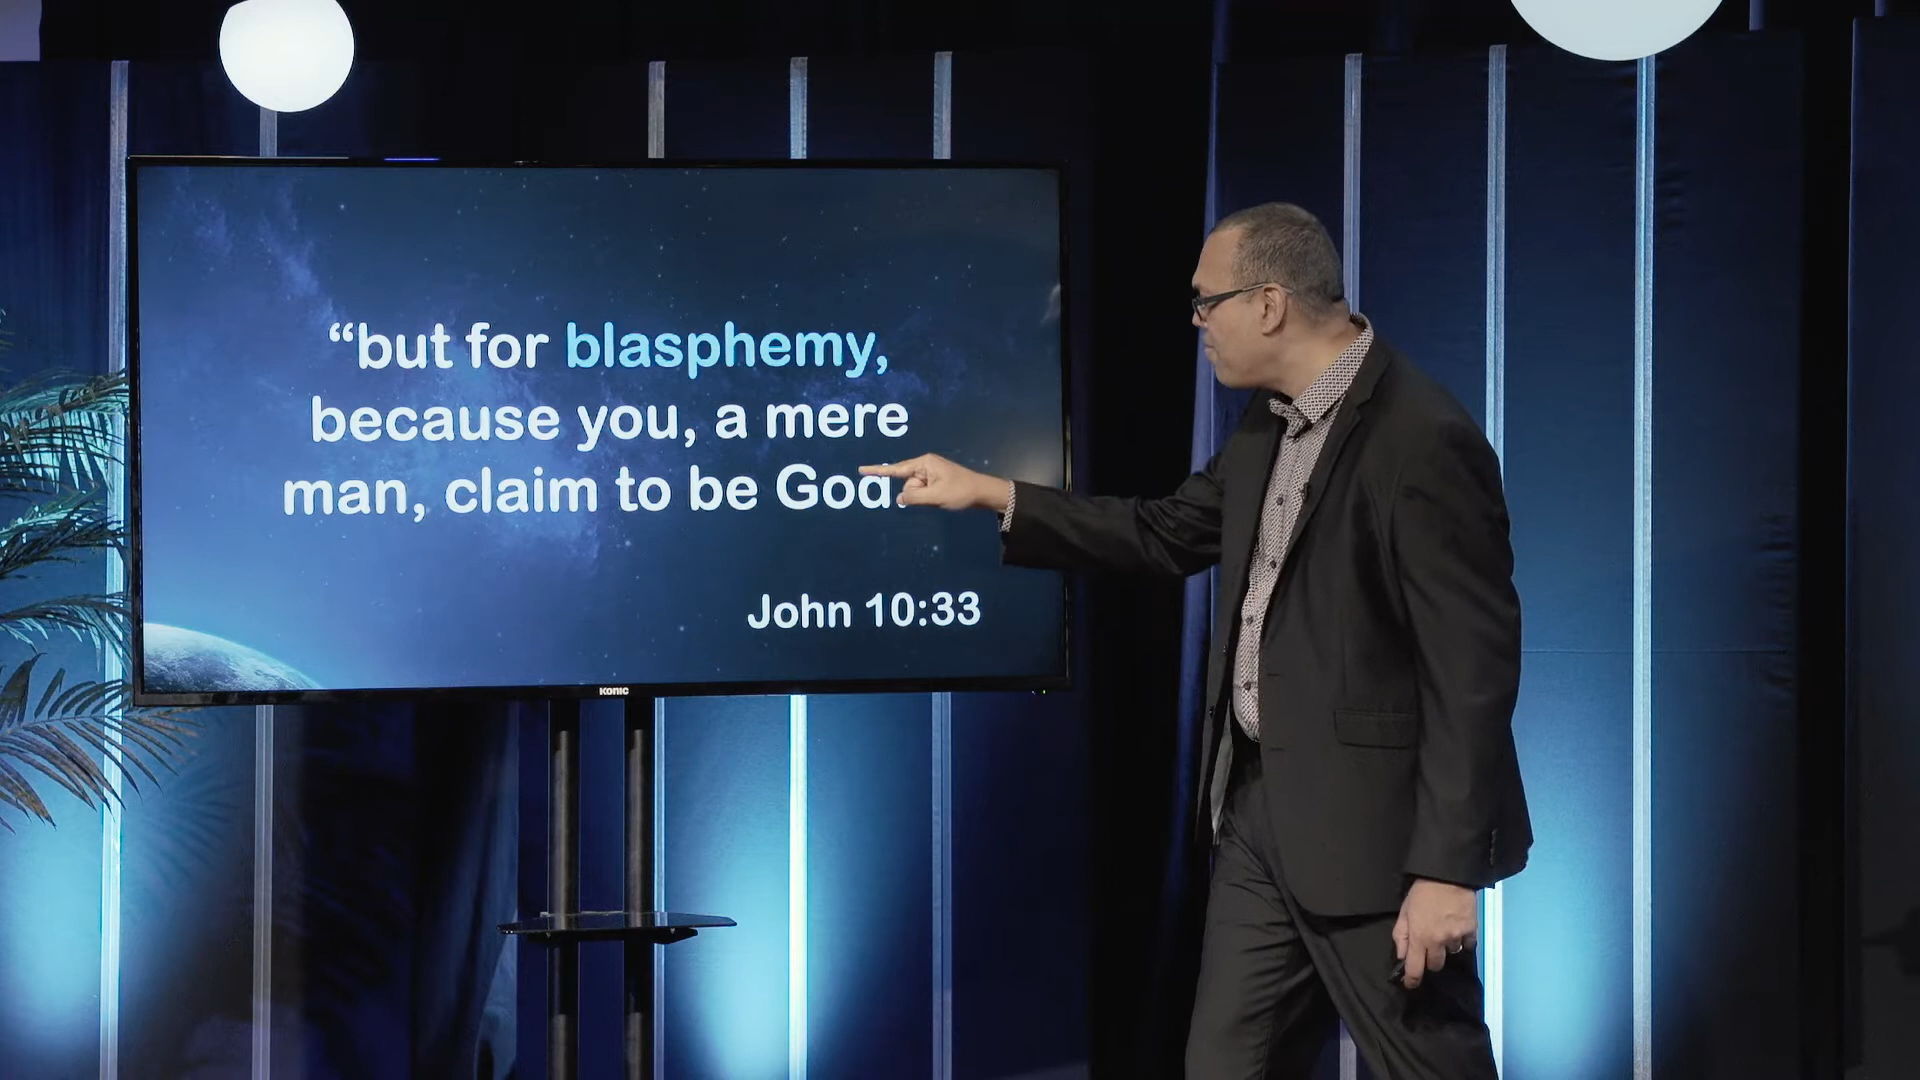 “but for blasphemy,
because you, a mere
man, claim to be God.
John 10:33
KONIC